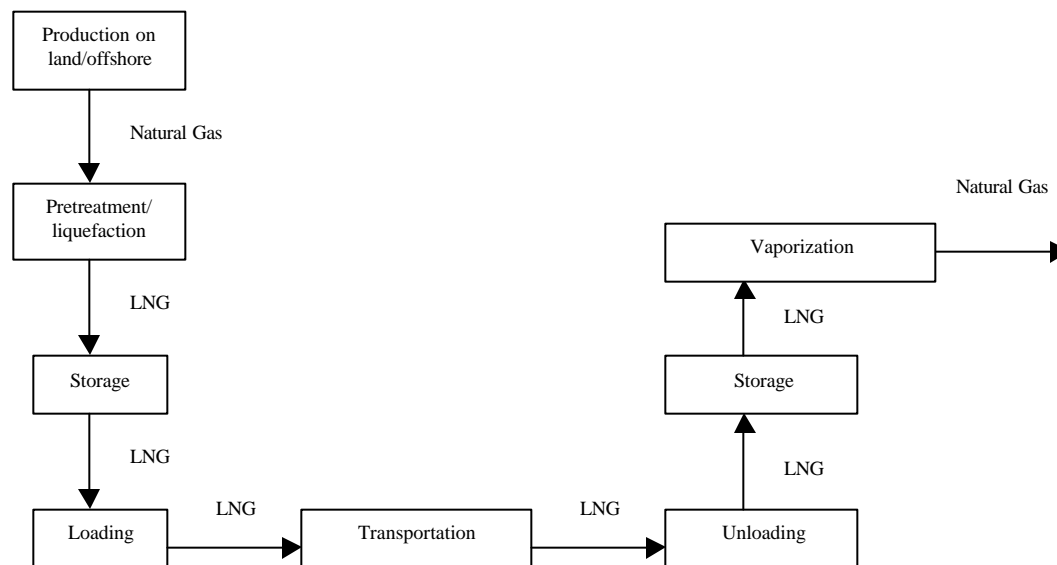 Production on
land/offshore
Natural Gas
Pretreatment/
liquefaction
LNG
Storage
LNG
Loading
LNG
Transportation
LNG
Unloading
LNG
Storage
LNG
Vaporization
Natural Gas